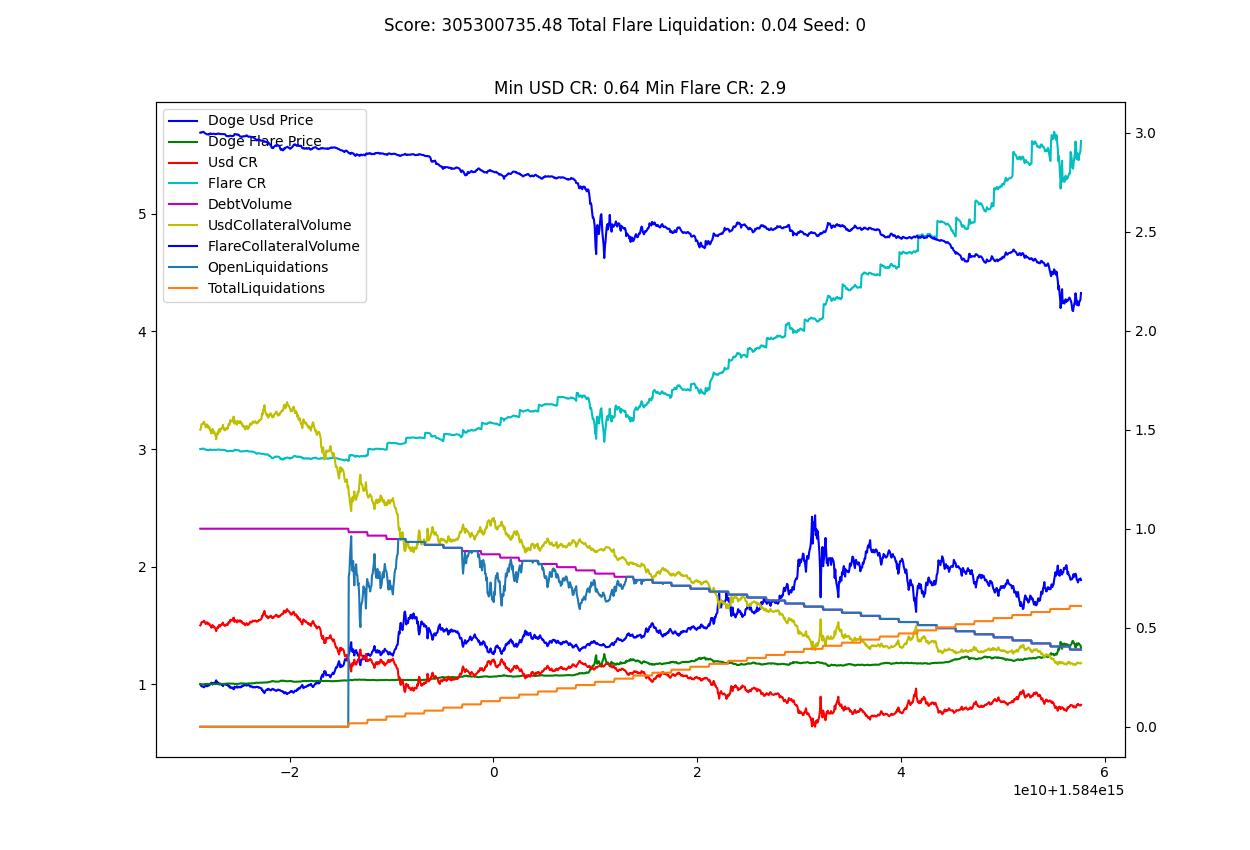 Score: 305300735.48 Total Flare Liquidation: 0.04 Seed: 0
Min USD CR: 0.64 Min Flare CR: 2.9
Doge Usd Price
Doge Flare Price
Usd CR
Flare CR
DebtVolume
UsdCollateralVolume
FlareCollateralVolume
OpenLiquidations
TotalLiquidations
5
4
3
2
1
3.0
2.5
2.0
1.5
1.0
0.5
0.0
−2
0
2
4
6
1e10+1.584e15